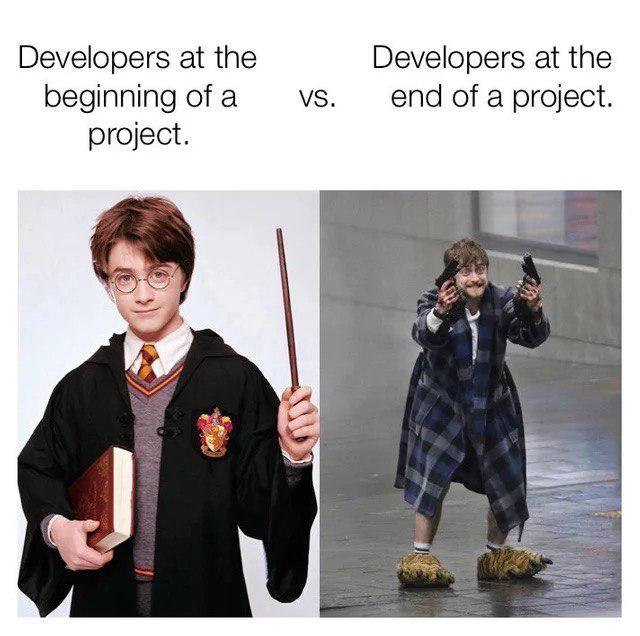 Developers at the
beginning of a
project.
vs.
Developers at the
end of a project.